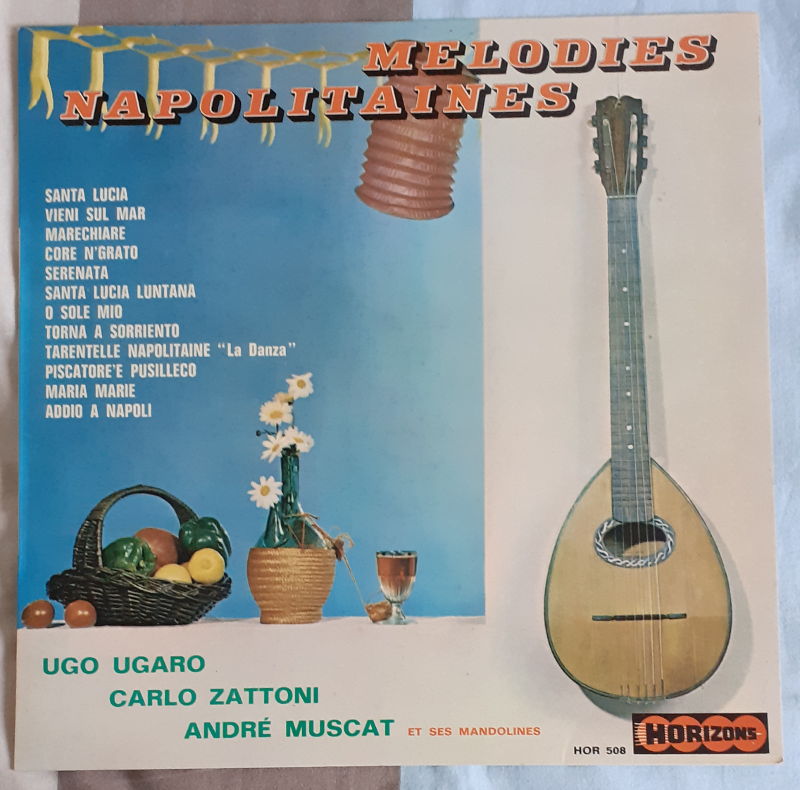 MELODIES
NAPOLITAINES
SANTA LUCIA
VIENI SUL MAR
MARECHIARE
CORE N'GRATO
SERENATA
SANTA LUCIA LUNTANA
O SOLE MIO
TORNA A SORRIENTO
TARENTELLE NAPOLITAINE "La Danza"
PISCATORE'E PUSILLECO
MARIA MARIE
ADDIO A NAPOLI
UGO UGARO
CARLO ZATTONI
ANDRÉ MUSCAT ET SES MANDOLINES
HOR 508 HORIZONS